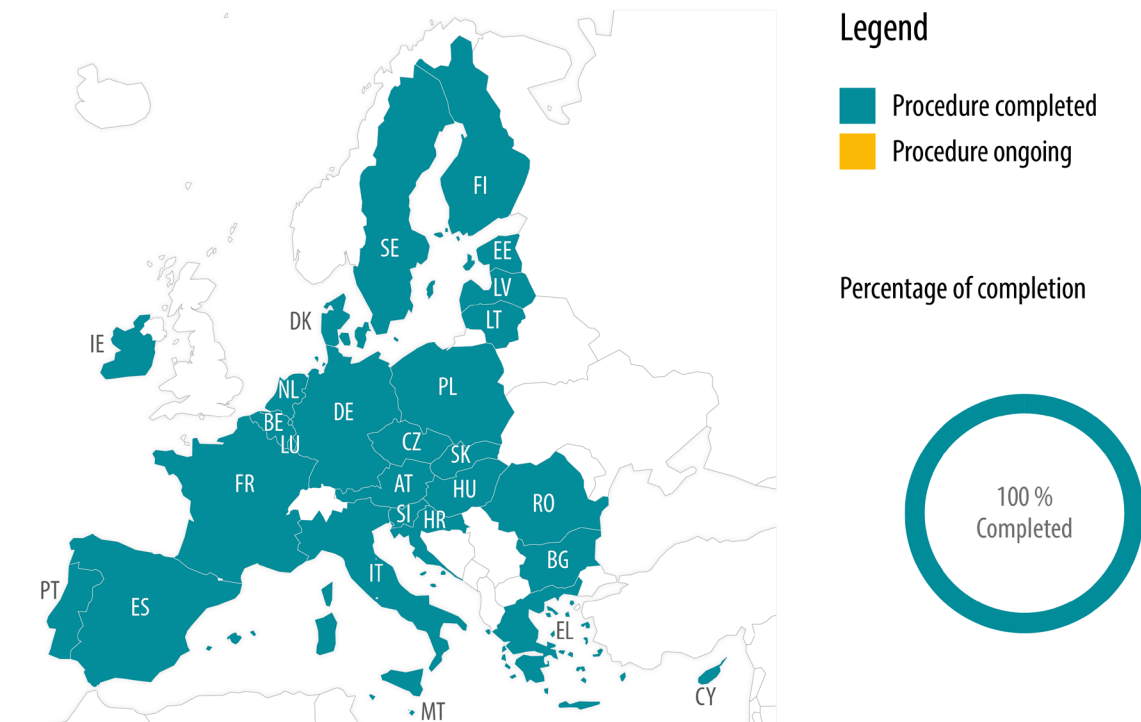 Legend
Procedure completed
Procedure ongoing
Percentage of completion
100 %
Completed
FI
SE
EE
LV
LT
DK
IE
NL
PL
DE
BE
LU
CZ
SK
FR
AT
HU
RO
SI
HR
BG
IT
PT
ES
EL
CY
MT